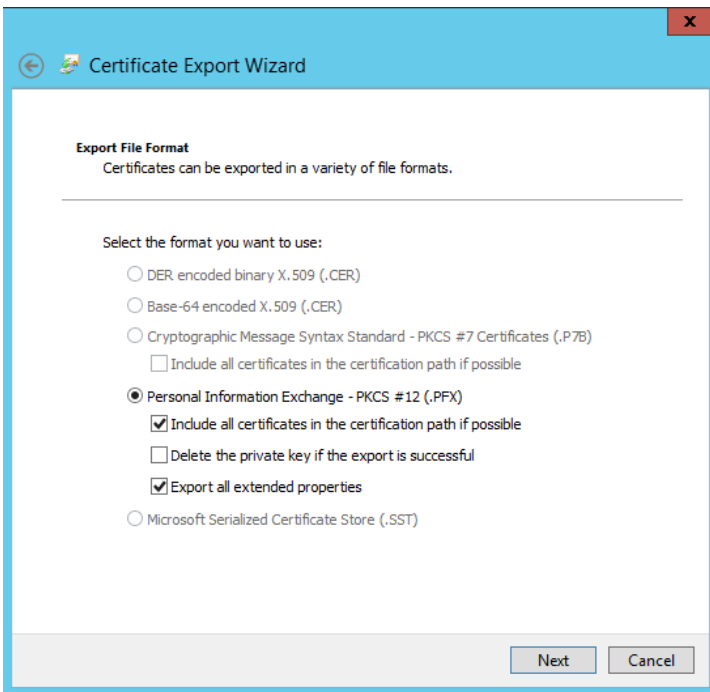 x
Certificate Export Wizard
Export File Format
Certificates can be exported in a variety of file formats.
Select the format you want to use:
DER encoded binary X.509 (.CER)
Base-64 encoded X.509 (.CER)
Cryptographic Message Syntax Standard - PKCS #7 Certificates (.P7B)
Include all certificates in the certification path if possible
Personal Information Exchange - PKCS #12 (.PFX)
Include all certificates in the certification path if possible
Delete the private key if the export is successful
Export all extended properties
Microsoft Serialized Certificate Store (.SST)
Next Cancel